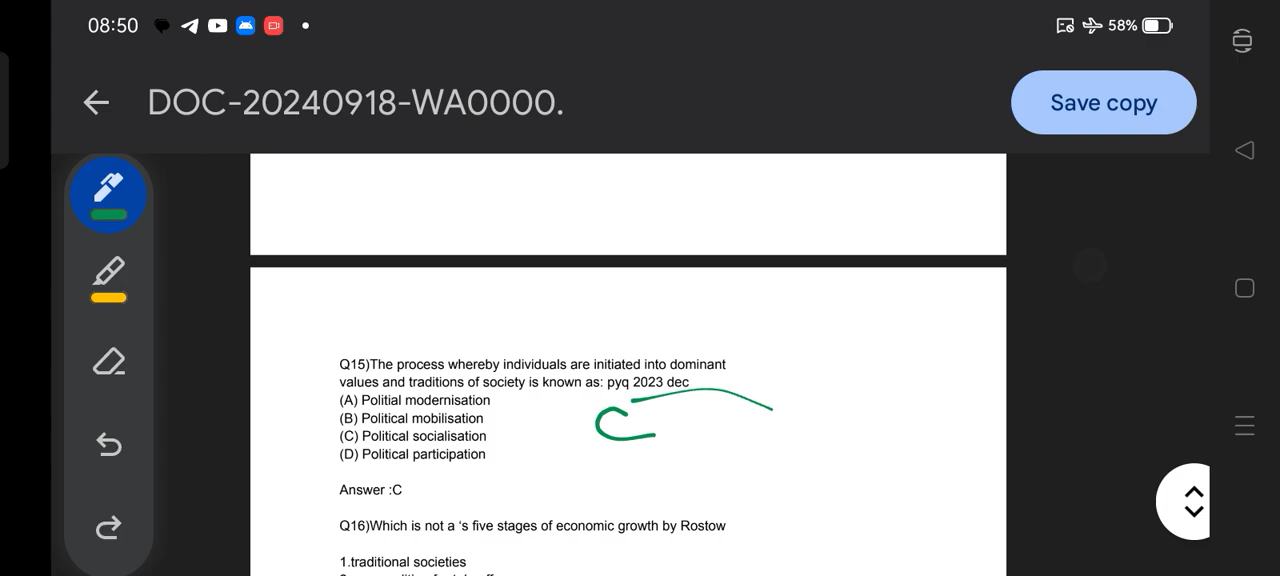 08:50
58%
DOC-20240918-WA0000.
Save copy
Q15)The process whereby individuals are initiated into dominant
values and traditions of society is known as: pyq 2023 dec
(A) Politial modernisation
(B) Political mobilisation
(C) Political socialisation
(D) Political participation
C
Answer :C
Q16)Which is not a 's five stages of economic growth by Rostow
1.traditional societies